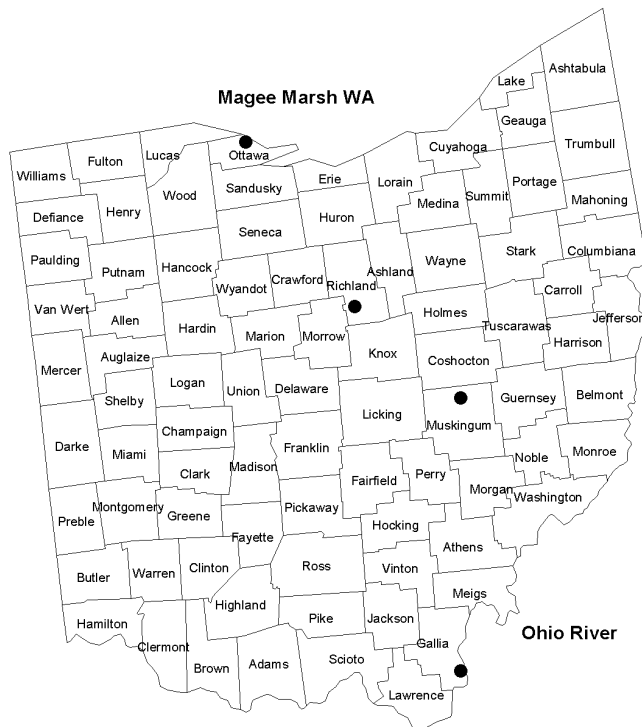 Ashtabula
Lake
Magee Marsh WA
Geauga
Cuyahoga
Trumbull
Lucas
Ottawa
Fulton
Williams
Erie
Lorain
Portage
Sandusky
Wood
Summit
Medina
Mahoning
Henry
Defiance
Huron
Seneca
Stark
Columbiana
Wayne
Paulding
Hancock
Putnam
Ashland
Crawford
Richland
Wyandot
Carroll
Van Wert
Holmes
Jefferson
Allen
Hardin
Marion
Morrow
Tuscarawas
Harrison
Knox
Auglaize
Coshocton
Mercer
Logan
Union
Delaware
Belmont
Shelby
Guernsey
Licking
Muskingum
Champaign
Darke
Miami
Franklin
Noble
Monroe
Madison
Clark
Perry
Fairfield
Morgan
Washington
Montgomery
Pickaway
Preble
Greene
Hocking
Fayette
Athens
Ross
Vinton
Clinton
Warren
Butler
Meigs
Highland
Pike
Jackson
Hamilton
Ohio River
Gallia
Clermont
Scioto
Adams
Brown
Lawrence